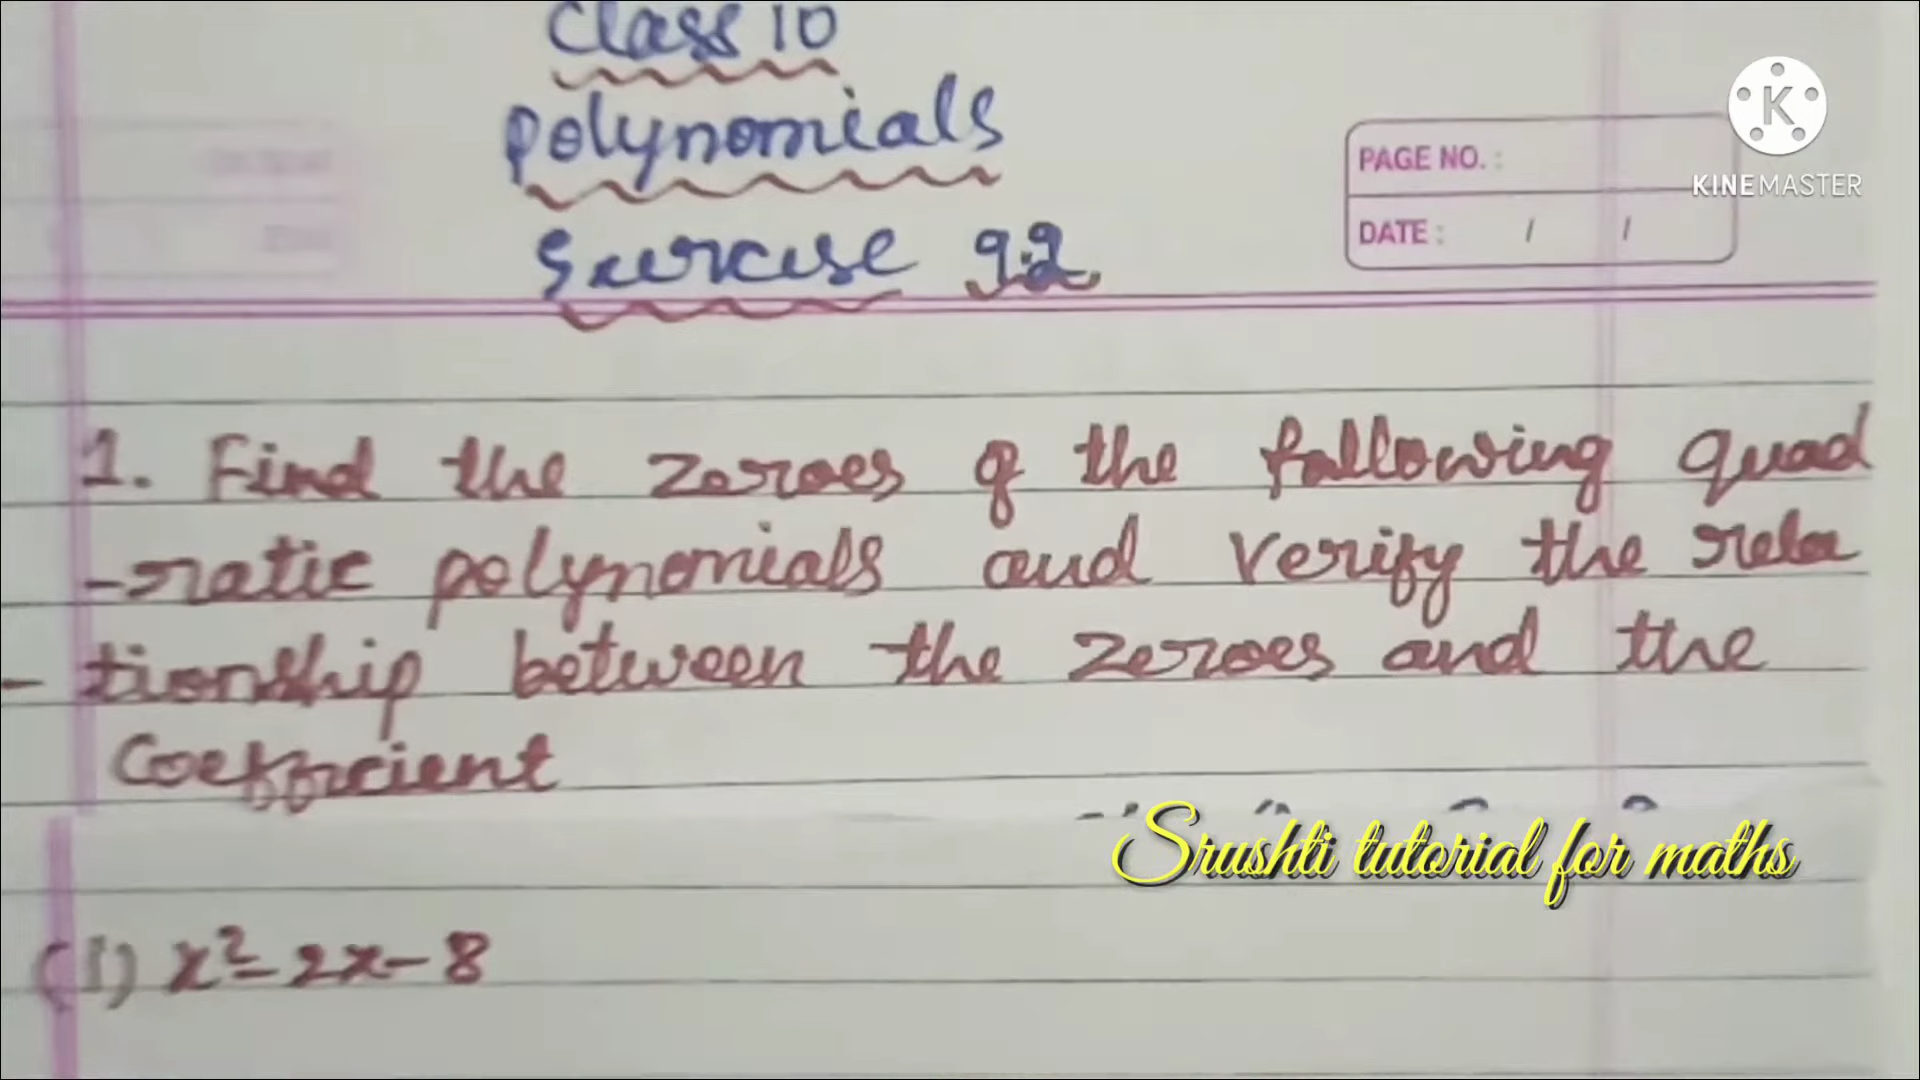 Class 10
Polynomials
Exercise 9.2
PAGE NO. :
DATE : / /
K
KINEMASTER
1. Find the zeroes of the following quad
-ratic polynomials and verify the rela
- tionship between the zeroes and the
Coefficient
Srushti tutorial for maths
(i) x² - 2x - 8